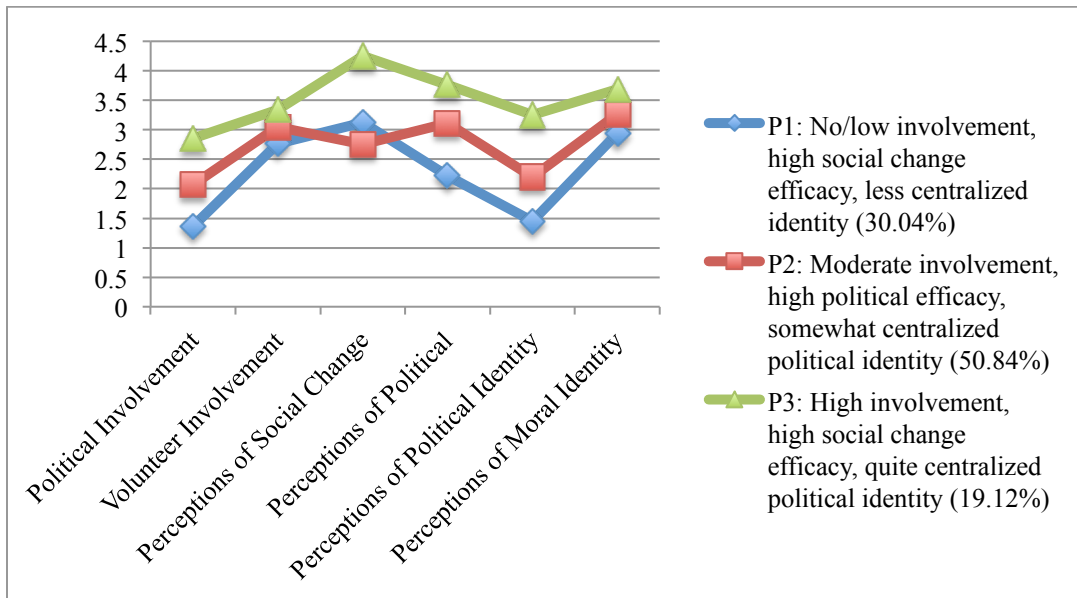 4.5
4
3.5
3
2.5
2
1.5
1
0.5
0
Political Involvement
Volunteer Involvement
Perceptions of Social Change
Perceptions of Political
Perceptions of Political Identity
Perceptions of Moral Identity
P1: No/low involvement,
high social change
efficacy, less centralized
identity (30.04%)
P2: Moderate involvement,
high political efficacy,
somewhat centralized
political identity (50.84%)
P3: High involvement,
high social change
efficacy, quite centralized
political identity (19.12%)